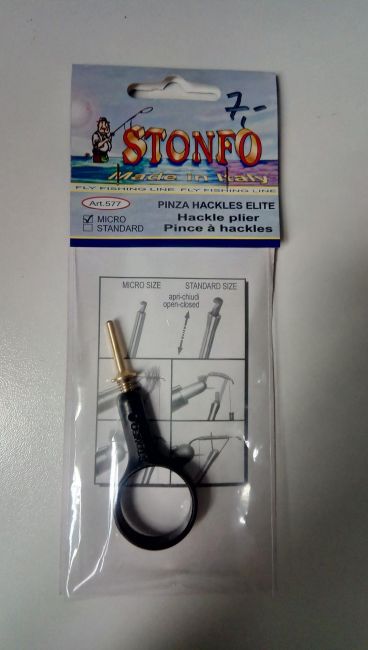 7,-
STONFO
Made in Italy
FLY FISHING LINE FLY FISHING LINE
Art.577
PINZA HACKLES ELITE
MICRO
Hackle plier
STANDARD
Pince à hackles
MICRO SIZE
STANDARD SIZE
apri-chiudi
open-closed
STONFO